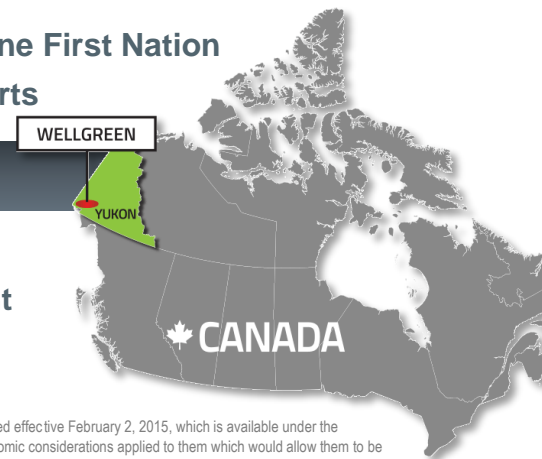 ne First Nation
rts
WELLGREEN
YUKON
t
CANADA
ed effective February 2, 2015, which is available under the
omic considerations applied to them which would allow them to be